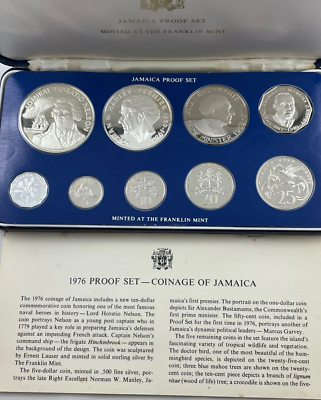 JAMAICA PROOF SET
MINTED AT THE FRANKLIN MINT
JAMAICA PROOF SET
ADMIRAL HORATIO NELSON
10
20
25
MINTED AT THE FRANKLIN MINT
1976 PROOF SET—COINAGE OF JAMAICA
The 1976 coinage of Jamaica includes a new ten-dollar
commemorative coin honoring one of the most famous
naval heroes in history—Lord Horatio Nelson. The
coin portrays Nelson as a young post captain who in
1779 played a key role in preparing Jamaica's defenses
against an impending French attack. Captain Nelson's
command ship — the frigate Hinchinbrook — appears in
the background of the design. The coin was sculptured
by Ernest Lauser and minted in solid sterling silver by
The Franklin Mint.
The five-dollar coin, minted in .500 fine silver, por-
trays the late Right Excellent Norman W. Manley, Ja-
maica's first premier. The portrait on the one-dollar coin
depicts Sir Alexander Bustamante, the Commonwealth's
first prime minister. The fifty-cent coin, included in a
Proof Set for the first time in 1976, portrays another of
Jamaica's dynamic political leaders — Marcus Garvey.
The five remaining coins in the set feature the island's
fascinating variety of tropical wildlife and vegetation.
The doctor bird, one of the most beautiful of the hum-
mingbird species, is depicted on the twenty-five-cent
coin; three blue mahoe trees are shown on the twenty-
cent coin; the ten-cent piece depicts a branch of lignum
vitae (wood of life) tree; a crocodile is shown on the five-